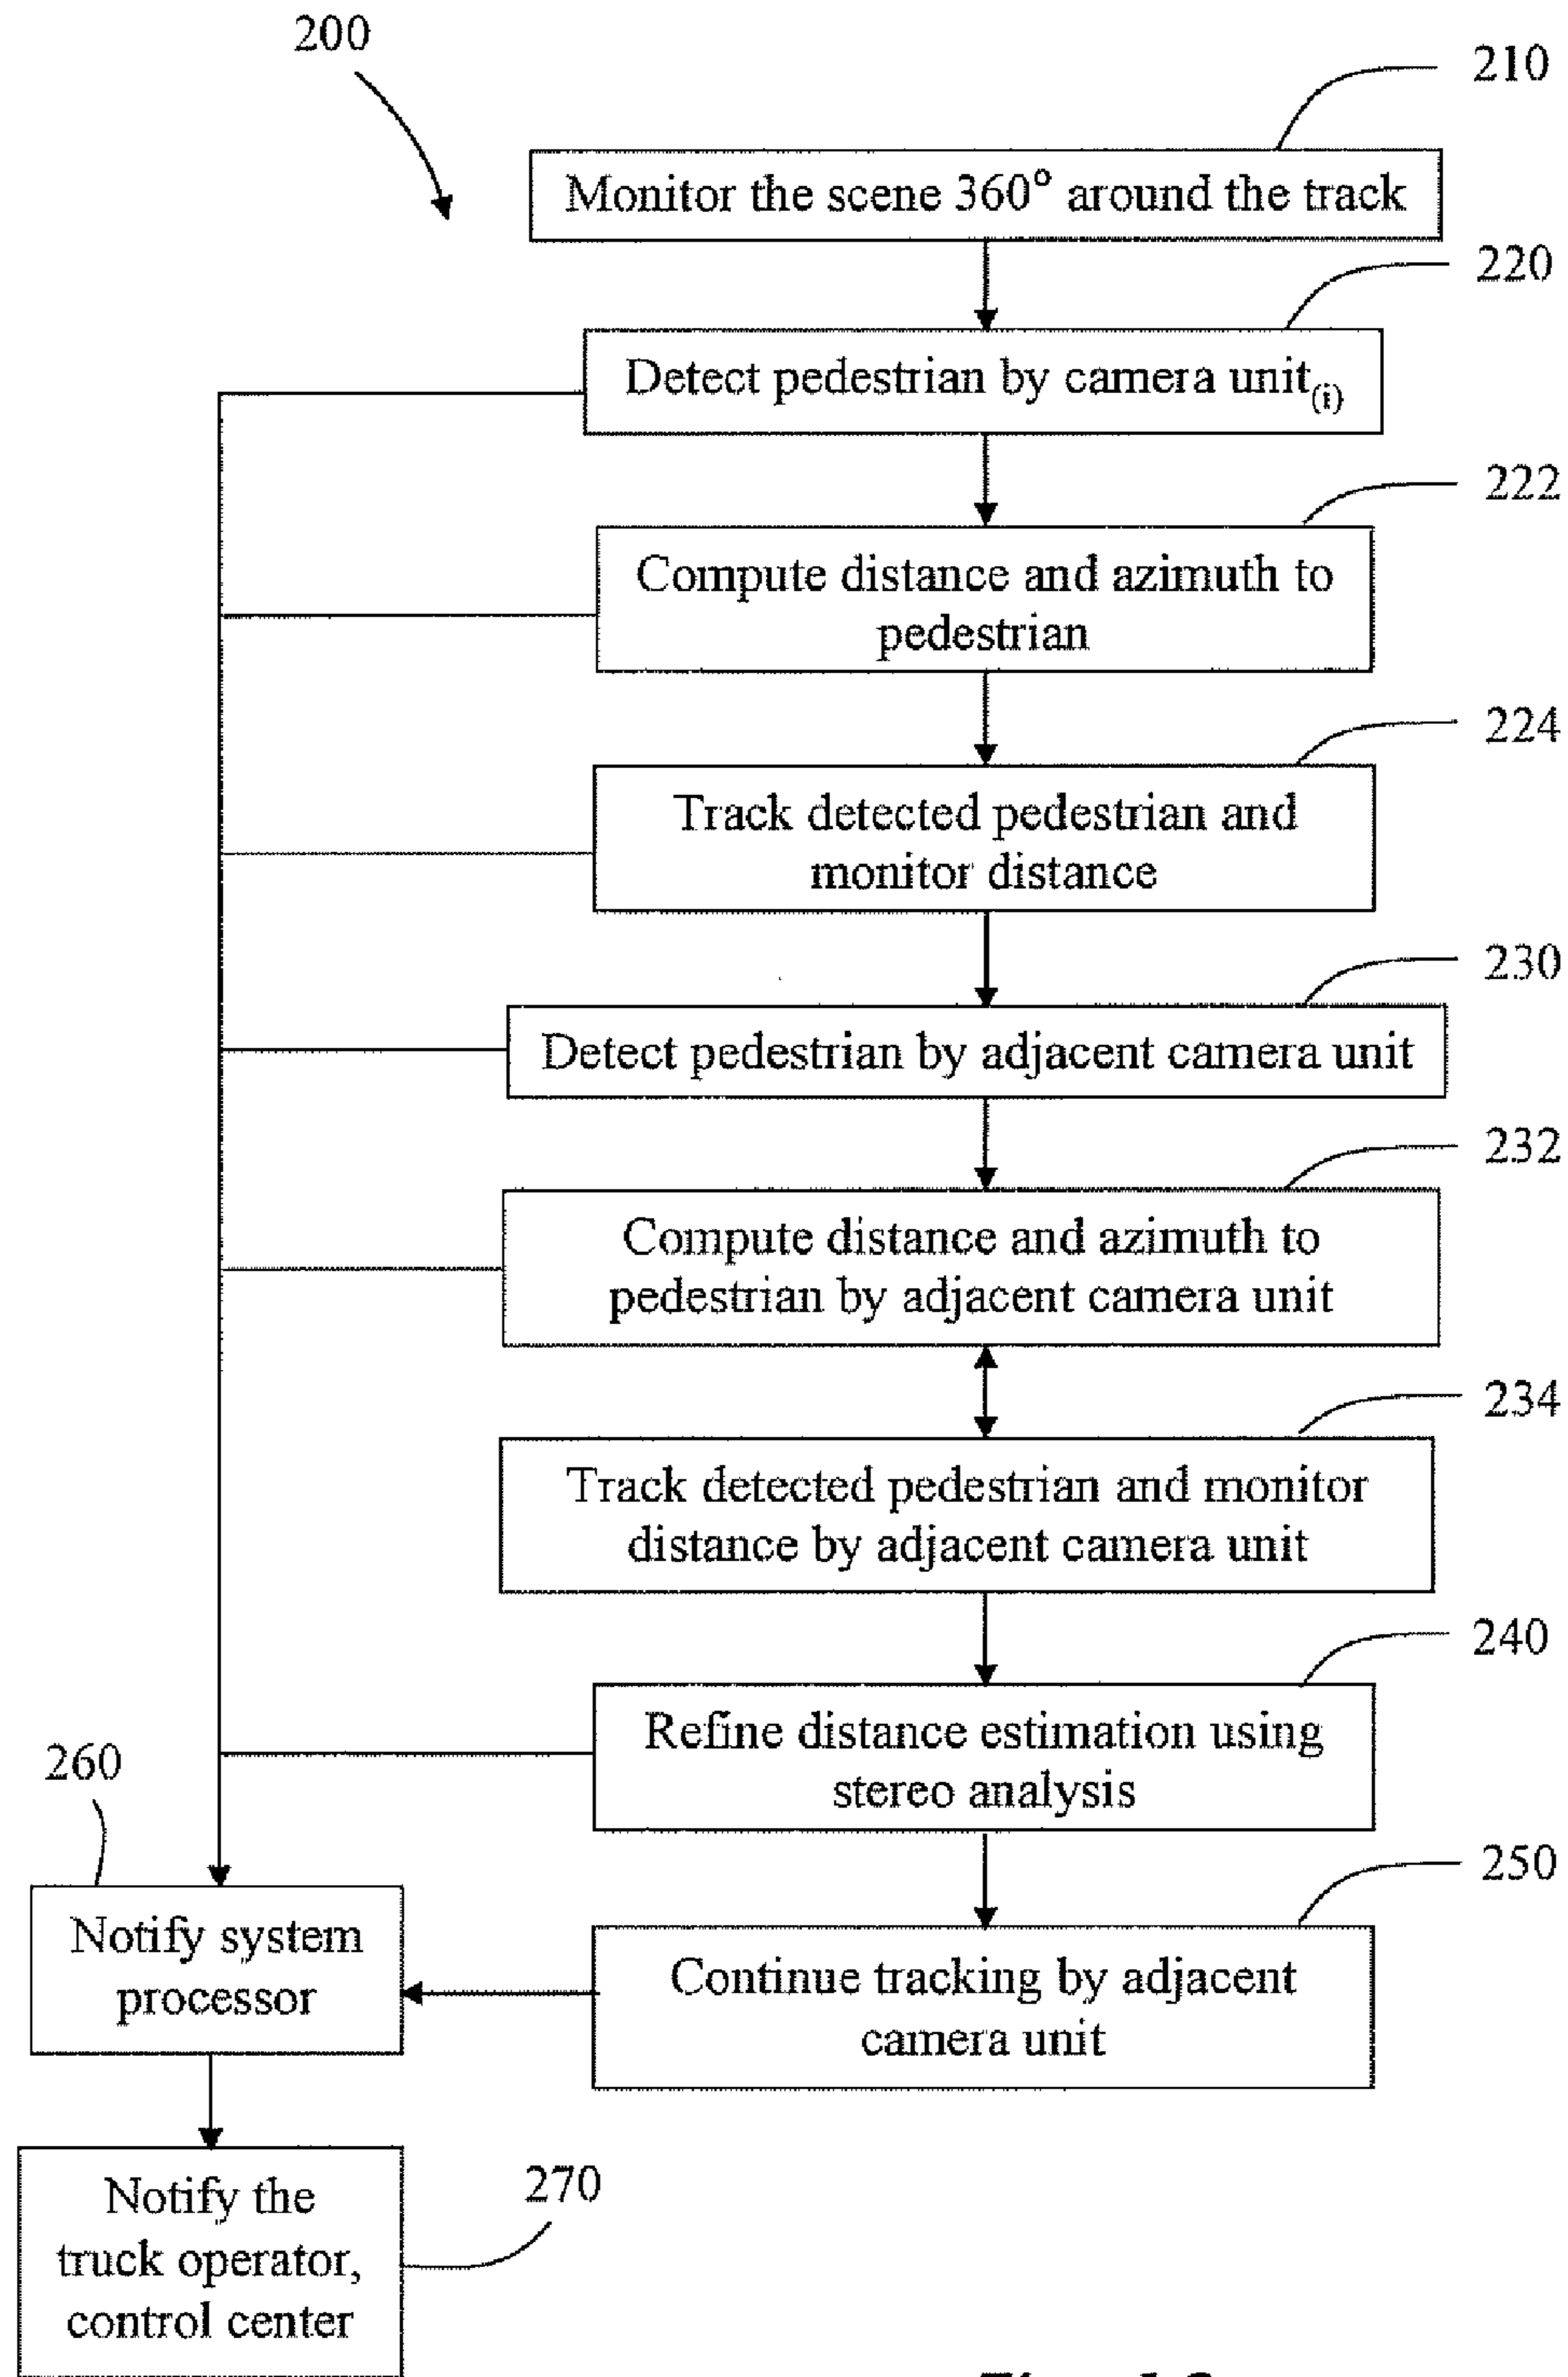 200
210
Monitor the scene 360° around the track
220
Detect pedestrian by camera unit(i)
222
Compute distance and azimuth to
pedestrian
224
Track detected pedestrian and
monitor distance
230
Detect pedestrian by adjacent camera unit
232
Compute distance and azimuth to
pedestrian by adjacent camera unit
234
Track detected pedestrian and monitor
distance by adjacent camera unit
240
Refine distance estimation using
stereo analysis
260
250
Notify system
processor
Continue tracking by adjacent
camera unit
270
Notify the
truck operator,
control center